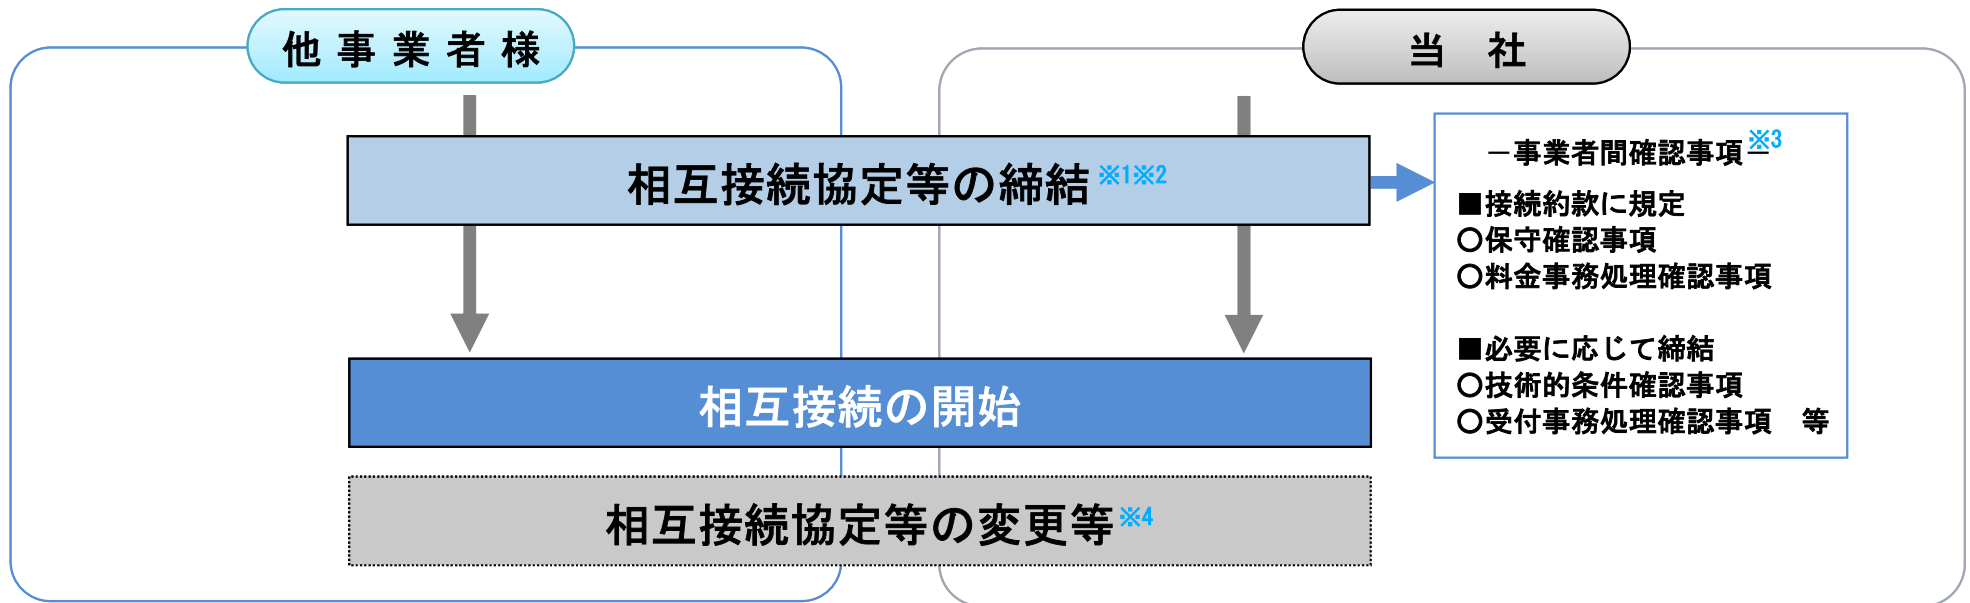 他事業者様
当　社
相互接続協定等の締結※1※2
－事業者間確認事項－※3
■接続約款に規定
○保守確認事項
○料金事務処理確認事項
■必要に応じて締結
○技術的条件確認事項
○受付事務処理確認事項　等
相互接続の開始
相互接続協定等の変更等※4